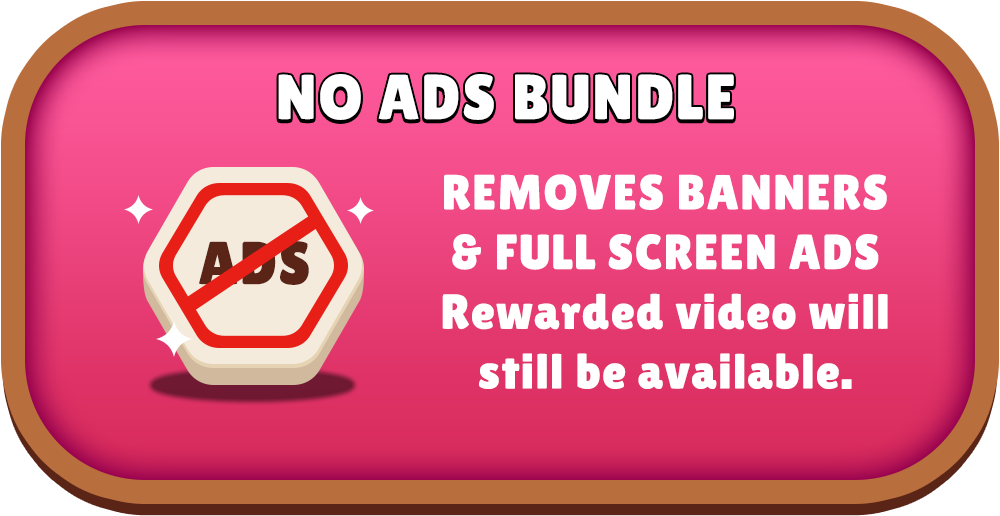 NO ADS BUNDLE
ADS
REMOVES BANNERS
& FULL SCREEN ADS
Rewarded video will
still be available.